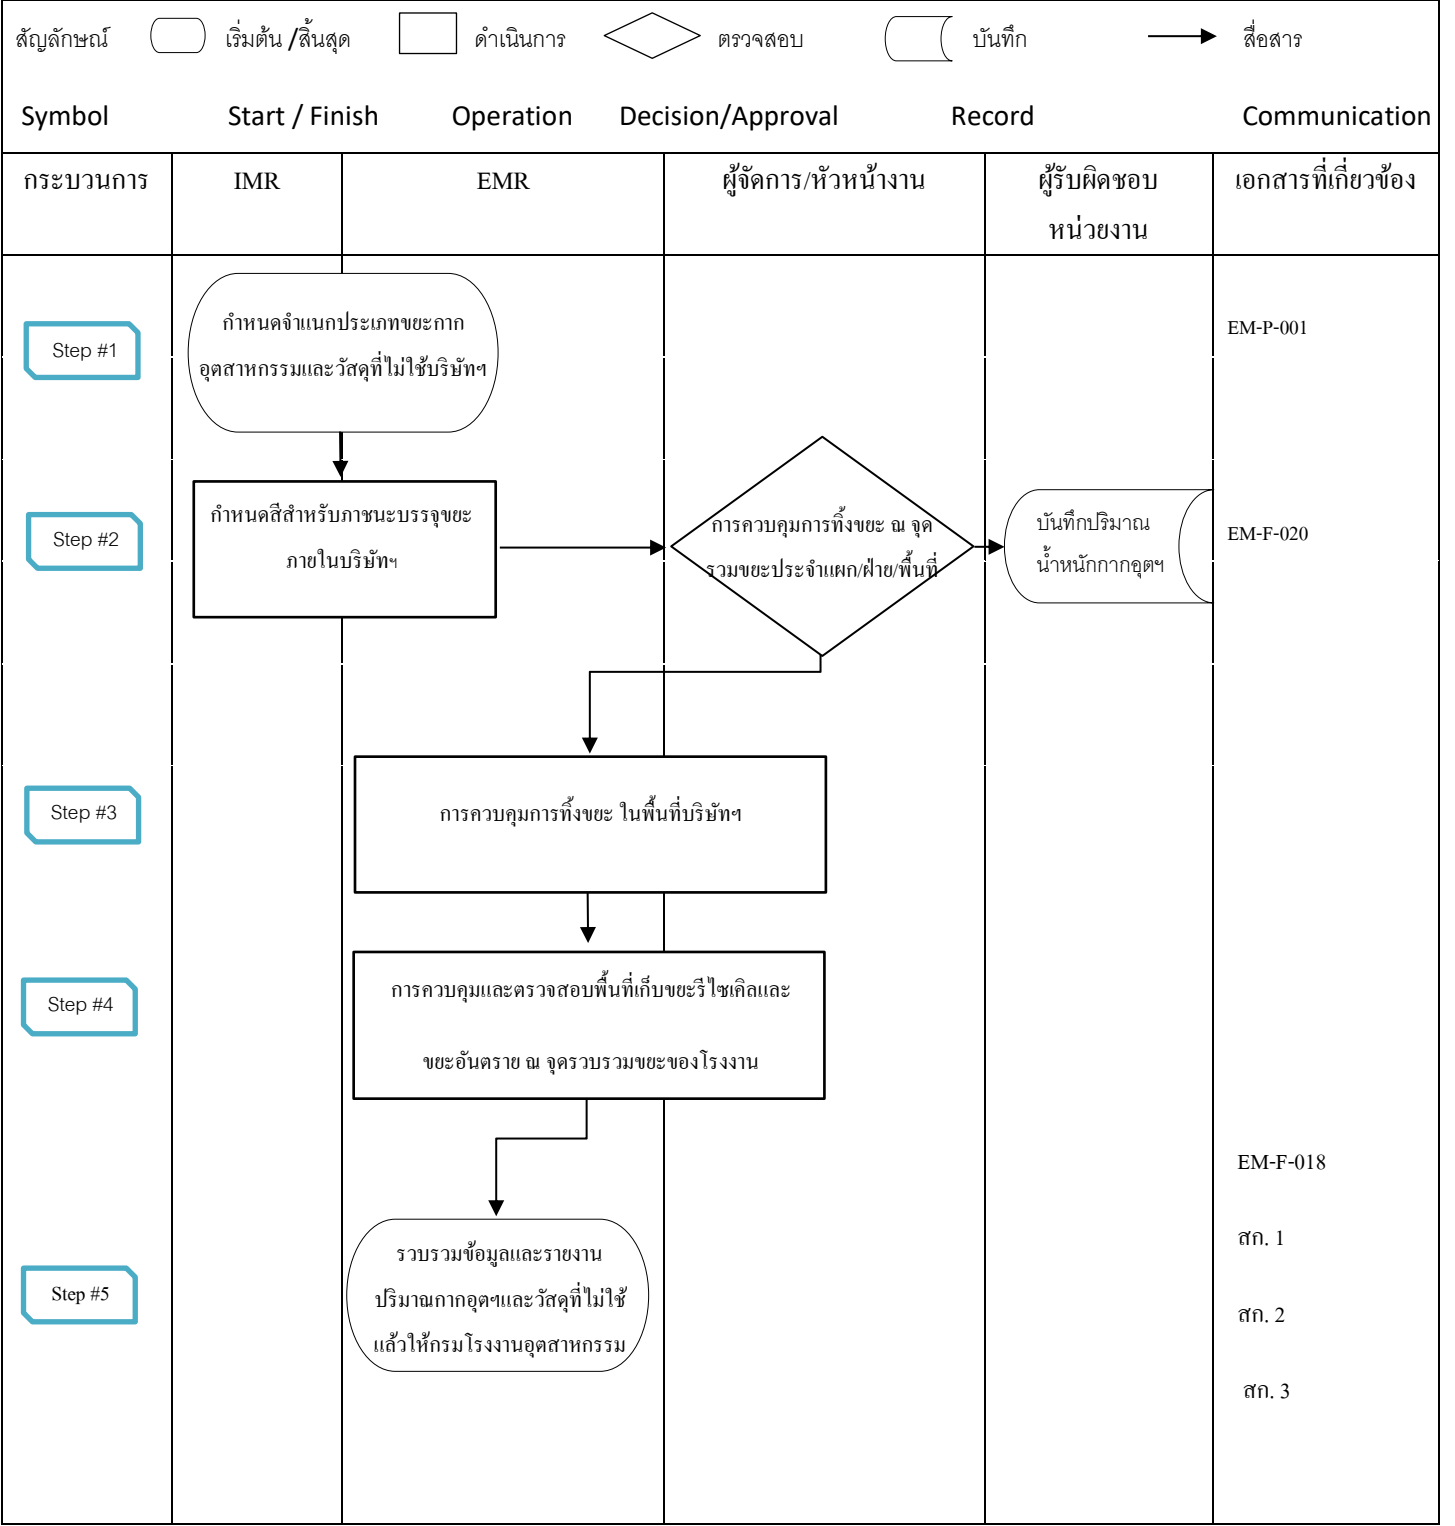 สัญลักษณ์ เริ่มต้น /สิ้นสุด ดำเนินการ ตรวจสอบ บันทึก สื่อสาร
Symbol Start / Finish Operation Decision/Approval Record Communication
กระบวนการ IMR EMR ผู้จัดการ/หัวหน้างาน ผู้รับผิดชอบ เอกสารที่เกี่ยวข้อง
หน่วยงาน
Step #1
กำหนดจำแนกประเภทขยะกาก
อุตสาหกรรมและวัสดุที่ไม่ใช้บริษัทฯ
EM-P-001
Step #2
กำหนดสีสำหรับภาชนะบรรจุขยะ
ภายในบริษัทฯ
การควบคุมการทิ้งขยะ ณ จุด
รวมขยะประจำแผก/ฝ่าย/พื้นที่
บันทึกปริมาณ
น้ำหนักกากอุตฯ
EM-F-020
Step #3
การควบคุมการทิ้งขยะ ในพื้นที่บริษัทฯ
Step #4
การควบคุมและตรวจสอบพื้นที่เก็บขยะรีไซเคิลและ
ขยะอันตราย ณ จุดรวบรวมขยะของโรงงาน
Step #5
รวบรวมข้อมูลและรายงาน
ปริมาณกากอุตฯและวัสดุที่ไม่ใช้
แล้วให้กรมโรงงานอุตสาหกรรม
EM-F-018
สก. 1
สก. 2
สก. 3